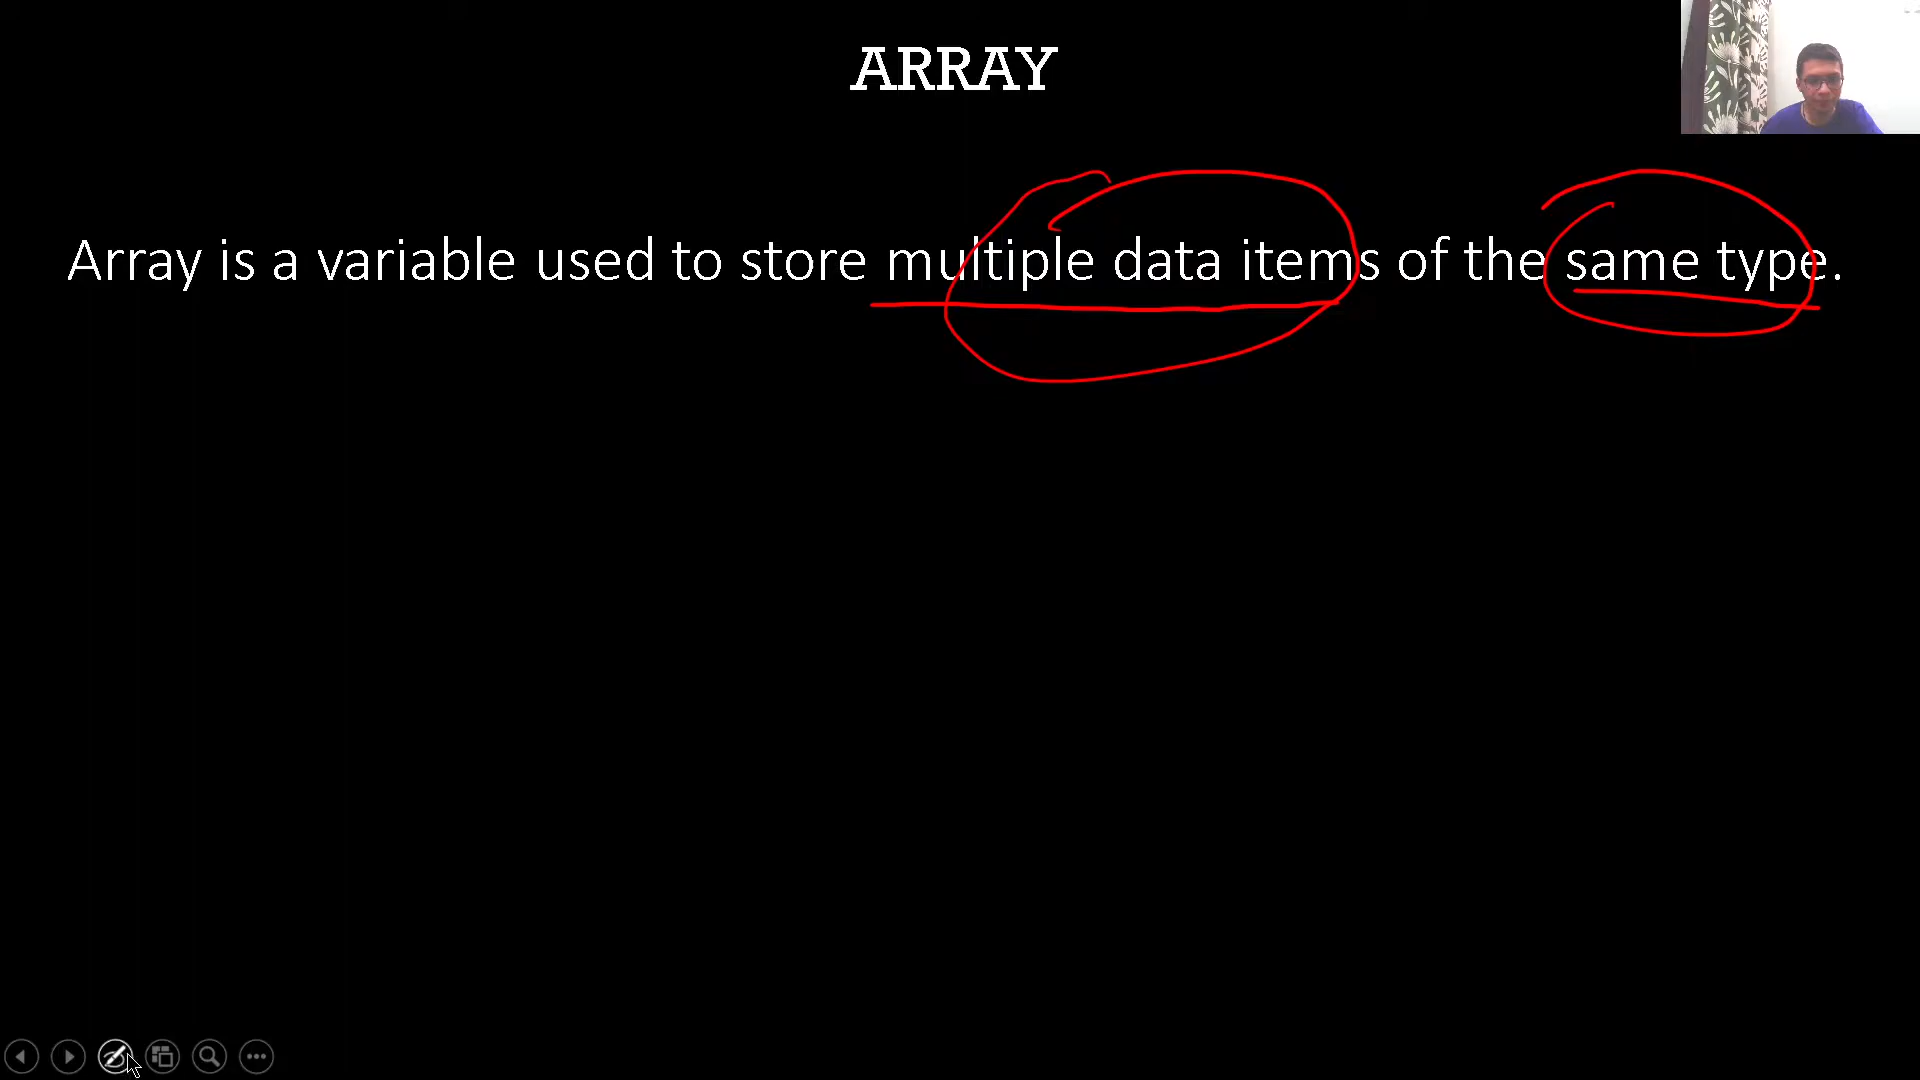 ARRAY
Array is a variable used to store multiple data items of the same type.